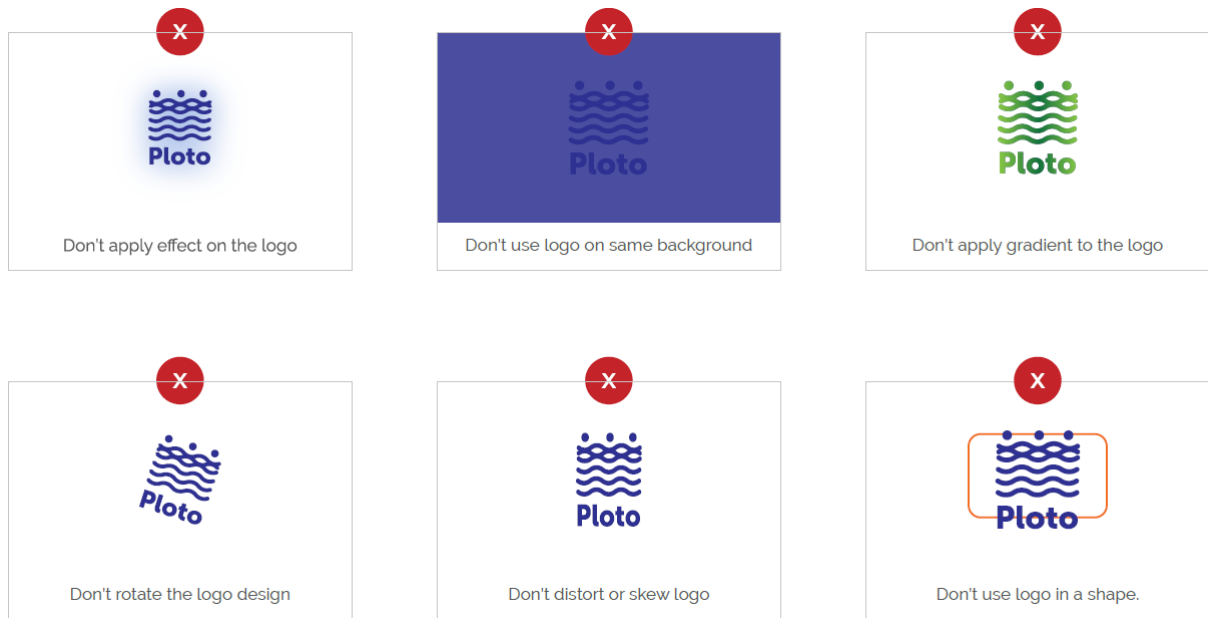 X
X
X
Ploto
Ploto
Ploto
Don't apply effect on the logo
Don't use logo on same background
Don't apply gradient to the logo
X
X
X
Ploto
Ploto
Ploto
Don't rotate the logo design
Don't distort or skew logo
Don't use logo in a shape.